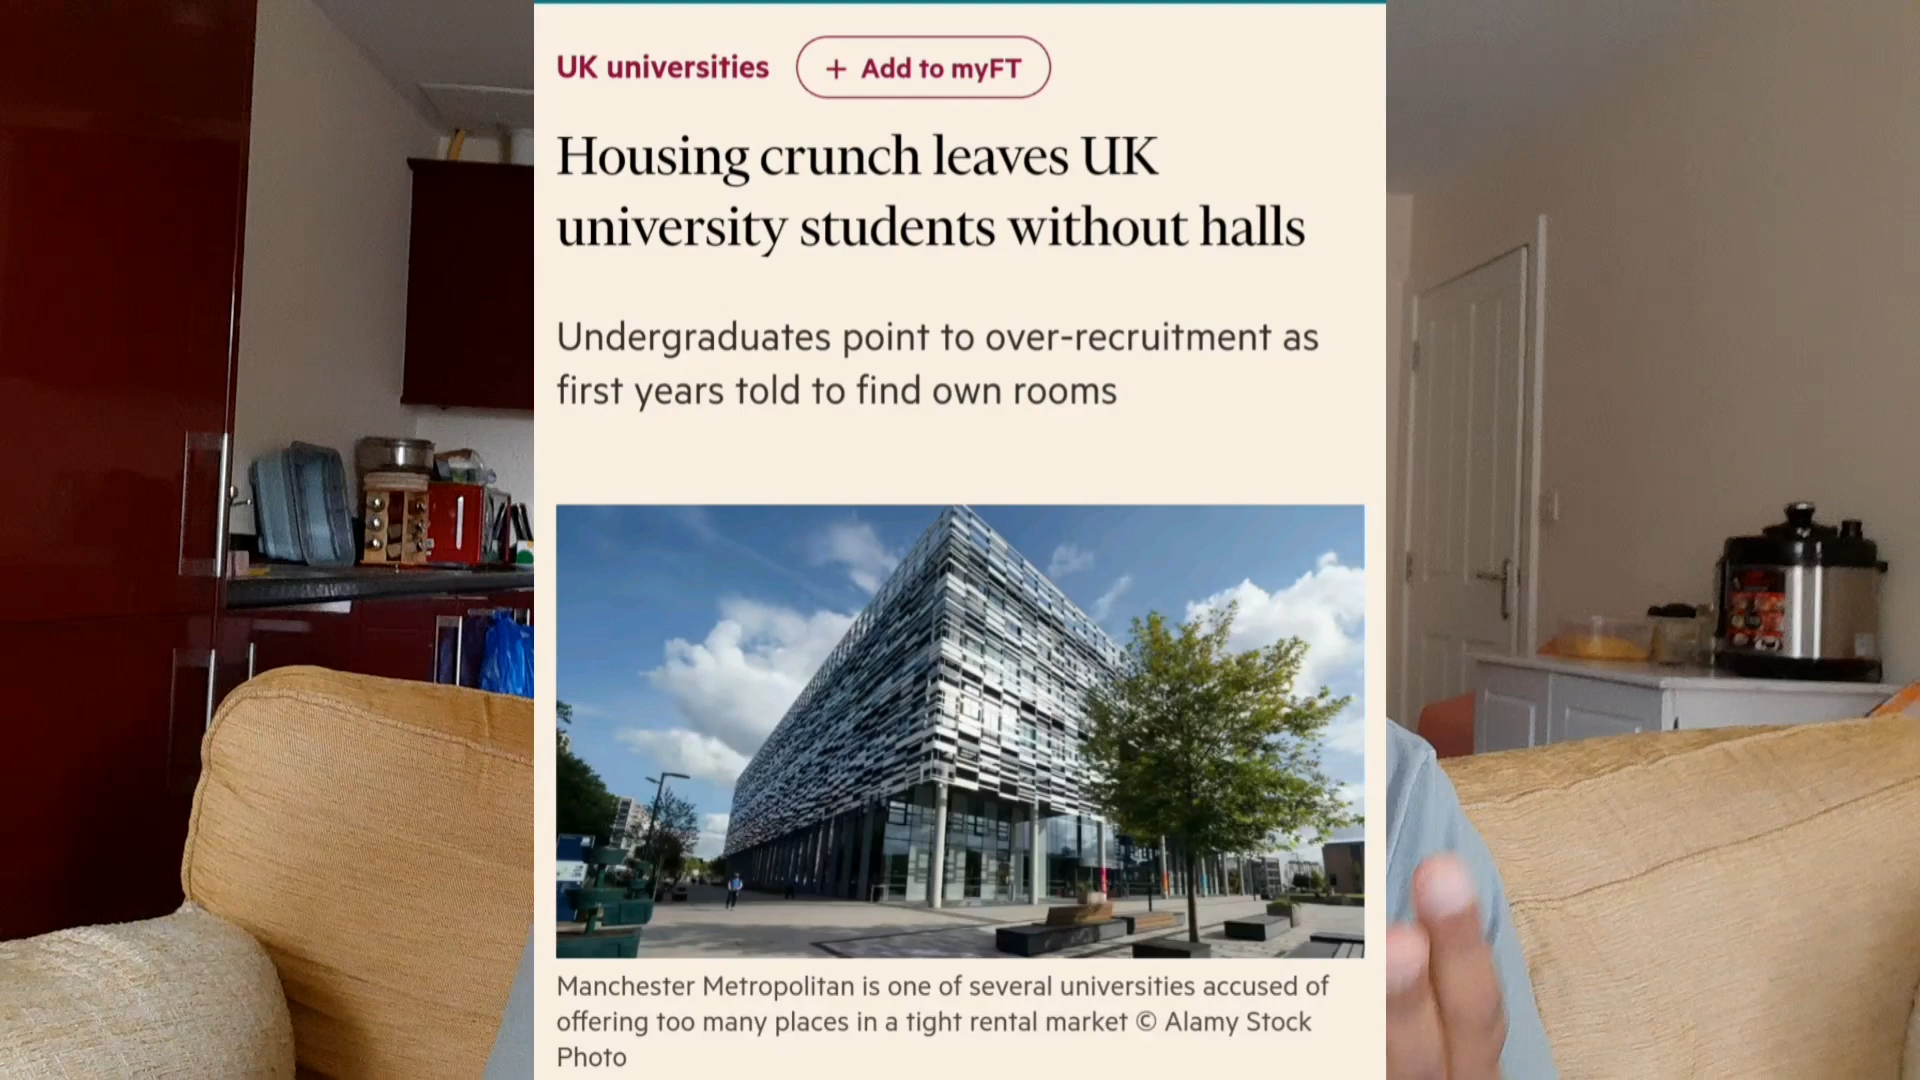 UK universities
+ Add to myFT
Housing crunch leaves UK
university students without halls
Undergraduates point to over-recruitment as
first years told to find own rooms
Manchester Metropolitan is one of several universities accused of
offering too many places in a tight rental market © Alamy Stock
Photo